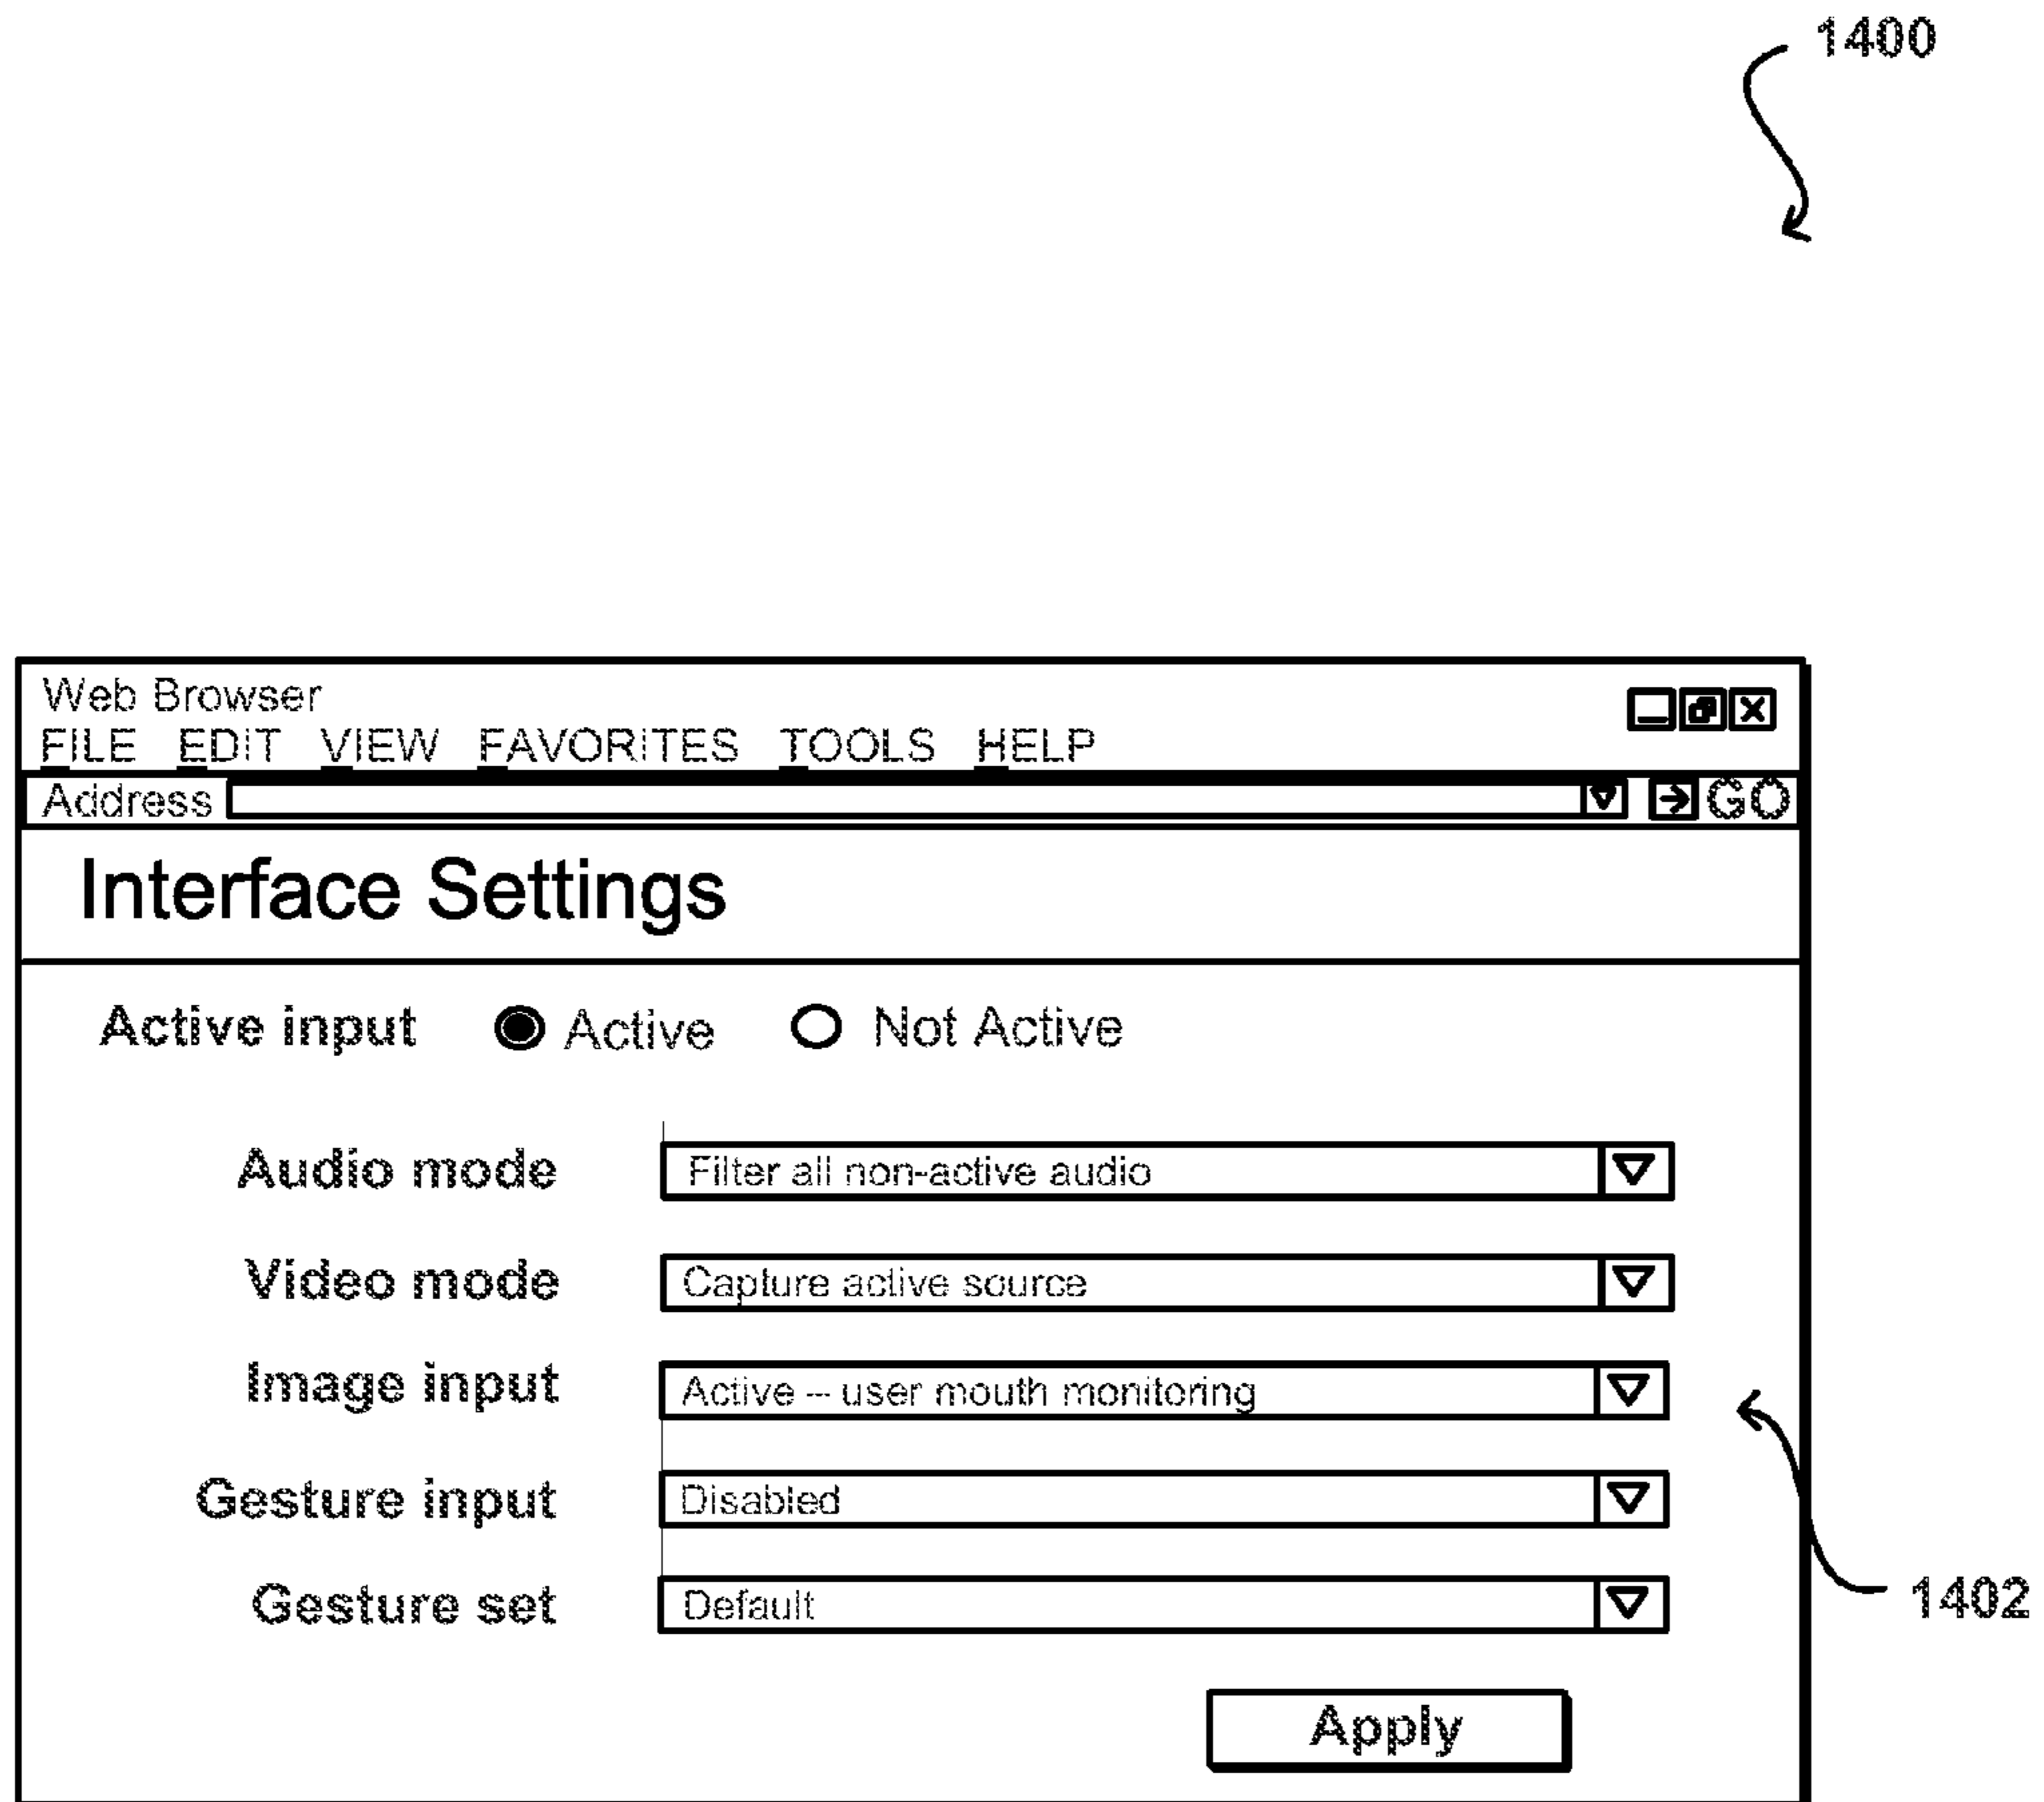 1400
Web Browser
FILE EDIT VIEW FAVORITES TOOLS HELP
Address GO
Interface Settings
Active input Active Not Active
Audio mode Filter all non-active audio
Video mode Capture active source
Image input Active -- user mouth monitoring
Gesture input Disabled
Gesture set Default
1402
Apply